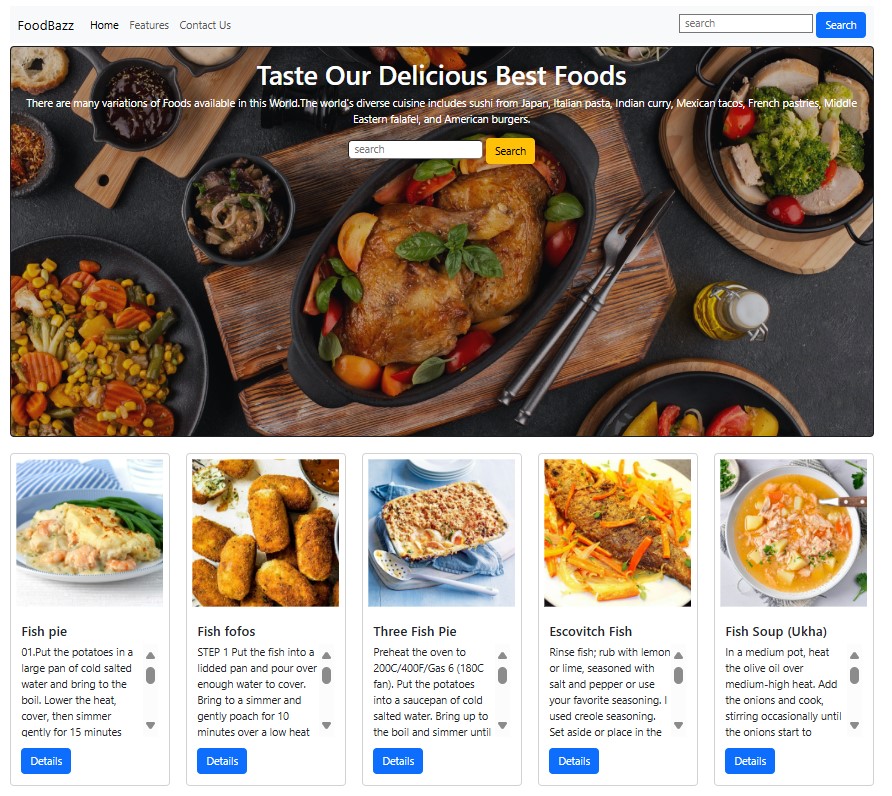 FoodBazz Home Features Contact Us search Search
Taste Our Delicious Best Foods
There are many variations of Foods available in this World.The world's diverse cuisine includes sushi from Japan, Italian pasta, Indian curry, Mexican tacos, French pastries, Middle
Eastern falafel, and American burgers.
search Search
Fish pie
01.Put the potatoes in a
large pan of cold salted
water and bring to the
boil. Lower the heat,
cover, then simmer
gently for 15 minutes
Details
Fish fofos
STEP 1 Put the fish into a
lidded pan and pour over
enough water to cover.
Bring to a simmer and
gently poach for 10
minutes over a low heat
Details
Three Fish Pie
Preheat the oven to
200C/400F/Gas 6 (180C
fan). Put the potatoes
into a saucepan of cold
salted water. Bring up to
the boil and simmer until
Details
Escovitch Fish
Rinse fish; rub with lemon
or lime, seasoned with
salt and pepper or use
your favorite seasoning. I
used creole seasoning.
Set aside or place in the
Details
Fish Soup (Ukha)
In a medium pot, heat
the olive oil over
medium-high heat. Add
the onions and cook,
stirring occasionally until
the onions start to
Details